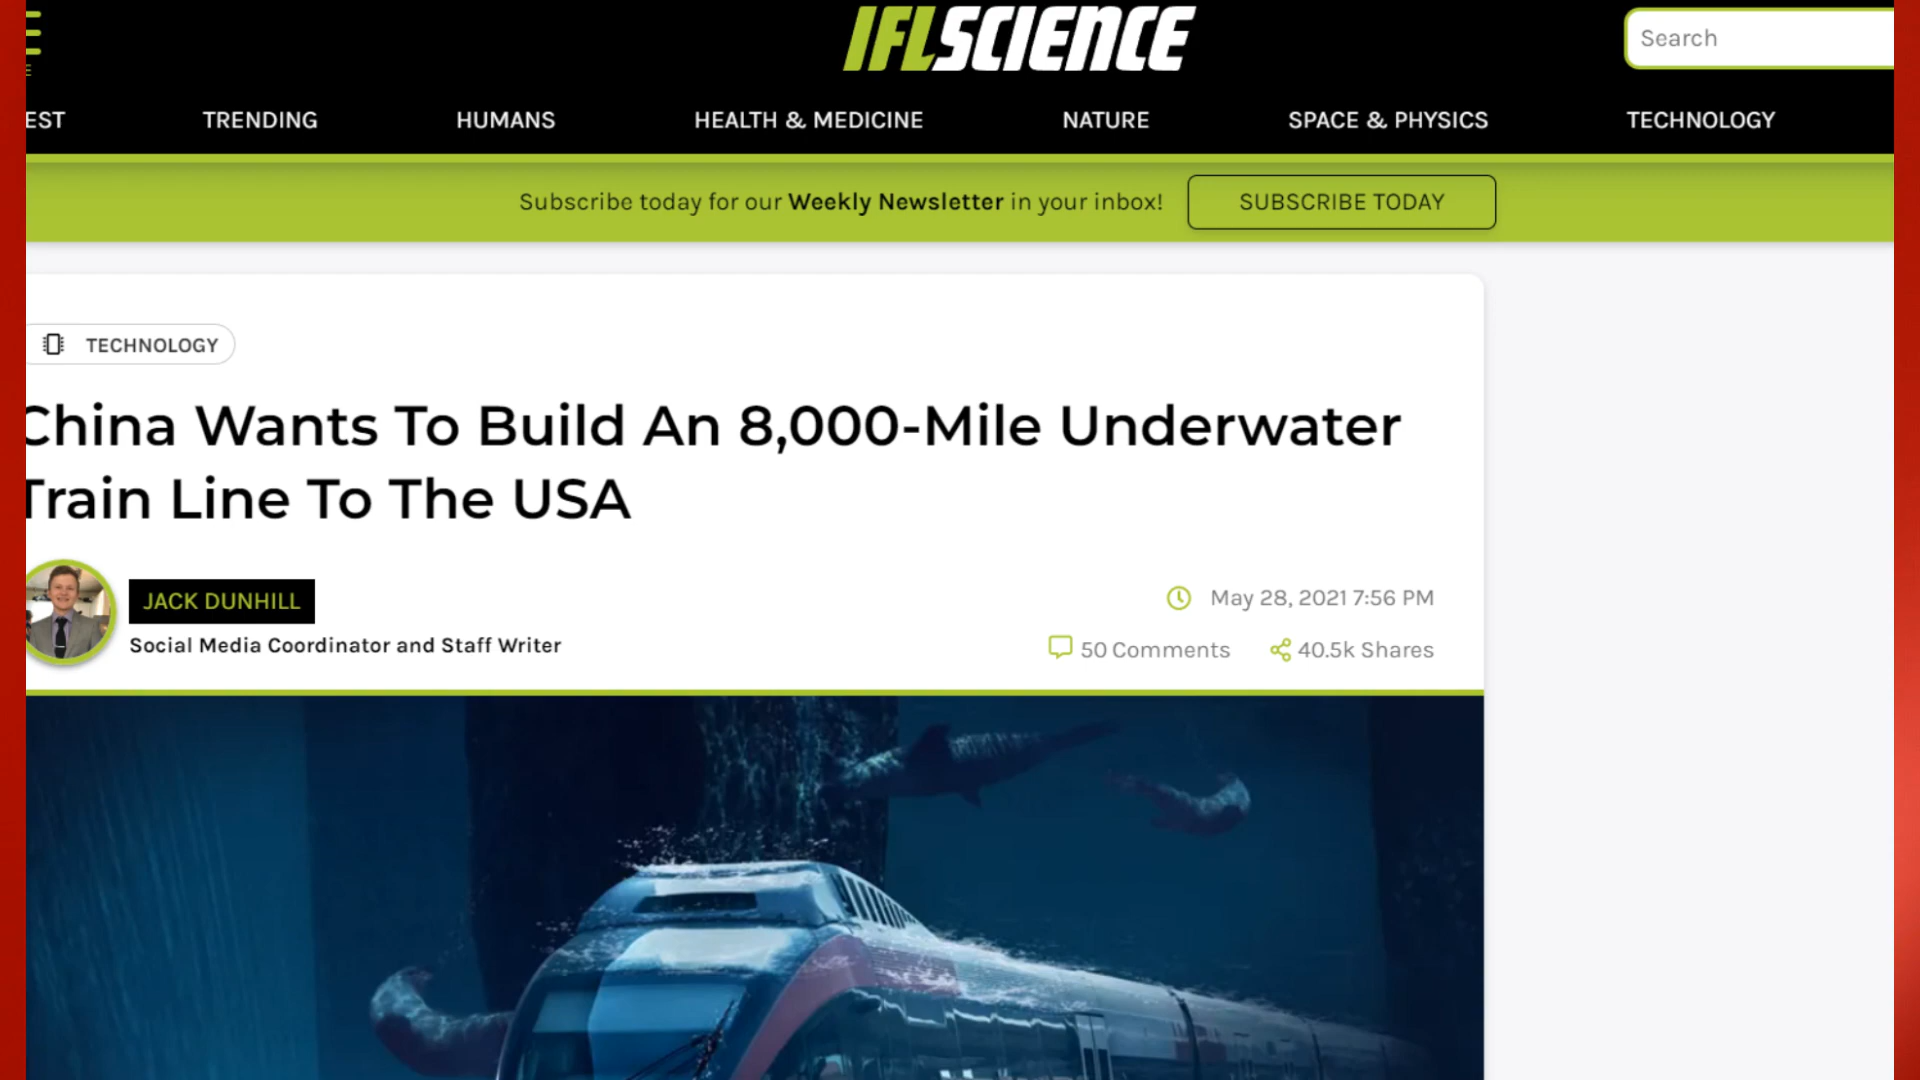 IFLSCIENCE
Search
E
EST TRENDING HUMANS HEALTH & MEDICINE NATURE SPACE & PHYSICS TECHNOLOGY
Subscribe today for our Weekly Newsletter in your inbox! SUBSCRIBE TODAY
TECHNOLOGY
China Wants To Build An 8,000-Mile Underwater
Train Line To The USA
JACK DUNHILL
Social Media Coordinator and Staff Writer
May 28, 2021 7:56 PM
50 Comments 40.5k Shares